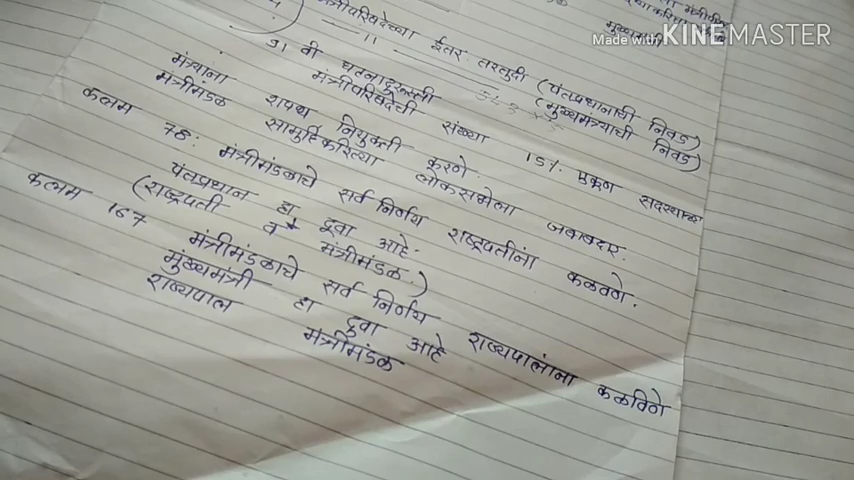 मंत्रीपरिषदेच्या ईतर तरतुदी (पंतप्रधानाची निवड)
(मुख्यमंत्र्याची निवड)
91 वी घटनादुरुस्ती
मंत्रीपरिषदेची संख्या 15% एकूण सदस्याच्या
मंत्र्यांना शपथ नियुक्ती करणे.
मंत्रीमंडळ सामुहिकरित्या लोकसभेला जबाबदार.
कलम 78: मंत्रीमंडळाचे सर्व निर्णय राष्ट्रपतींना कळवणे.
पंतप्रधान हा दुवा आहे.
(राष्ट्रपती व मंत्रीमंडळ.)
कलम 167 मंत्रीमंडळाचे सर्व निर्णय राज्यपालांना कळविणे
मुख्यमंत्री हा दुवा आहे
राज्यपाल मंत्रीमंडळ
मुख्यमंत्री
Made with KINEMASTER